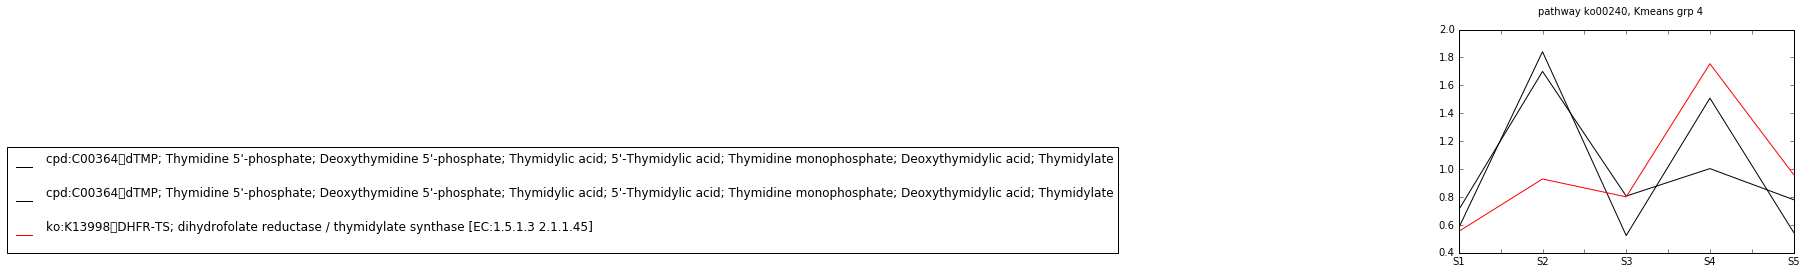 pathway ko00240, Kmeans grp 4
2.0
1.8
1.6
1.4
1.2
1.0
0.8
0.6
0.4
S1 S2 S3 S4 S5
cpd:C00364▯dTMP; Thymidine 5'-phosphate; Deoxythymidine 5'-phosphate; Thymidylic acid; 5'-Thymidylic acid; Thymidine monophosphate; Deoxythymidylic acid; Thymidylate
cpd:C00364▯dTMP; Thymidine 5'-phosphate; Deoxythymidine 5'-phosphate; Thymidylic acid; 5'-Thymidylic acid; Thymidine monophosphate; Deoxythymidylic acid; Thymidylate
ko:K13998▯DHFR-TS; dihydrofolate reductase / thymidylate synthase [EC:1.5.1.3 2.1.1.45]